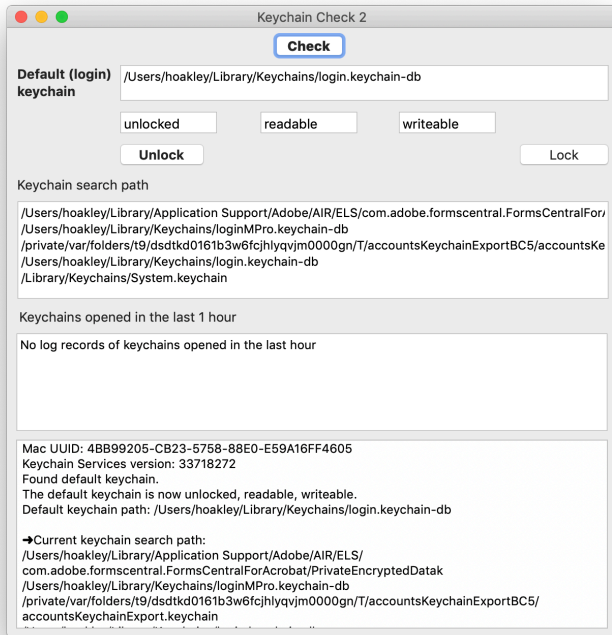 Keychain Check 2
Check
Default (login)
keychain
/Users/hoakley/Library/Keychains/login.keychain-db
unlocked readable writeable
Unlock Lock
Keychain search path
/Users/hoakley/Library/Application Support/Adobe/AIR/ELS/com.adobe.formscentral.FormsCentralForA
/Users/hoakley/Library/Keychains/loginMPro.keychain-db
/private/var/folders/t9/dsdtkd0161b3w6fcjhlyqvjm0000gn/T/accountsKeychainExportBC5/accountsKe
/Users/hoakley/Library/Keychains/login.keychain-db
/Library/Keychains/System.keychain
Keychains opened in the last 1 hour
No log records of keychains opened in the last hour
Mac UUID: 4BB99205-CB23-5758-88E0-E59A16FF4605
Keychain Services version: 33718272
Found default keychain.
The default keychain is now unlocked, readable, writeable.
Default keychain path: /Users/hoakley/Library/Keychains/login.keychain-db
➜Current keychain search path:
/Users/hoakley/Library/Application Support/Adobe/AIR/ELS/
com.adobe.formscentral.FormsCentralForAcrobat/PrivateEncryptedDatak
/Users/hoakley/Library/Keychains/loginMPro.keychain-db
/private/var/folders/t9/dsdtkd0161b3w6fcjhlyqvjm0000gn/T/accountsKeychainExportBC5/
accountsKeychainExport.keychain